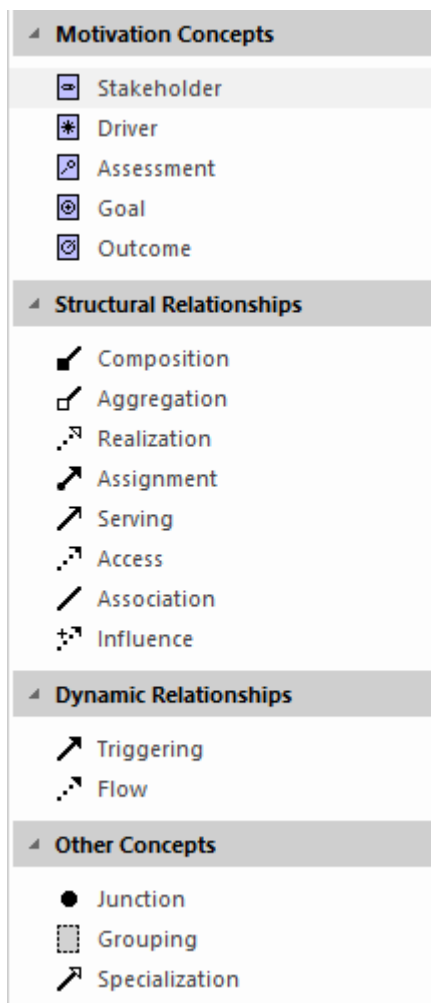 Motivation Concepts
Stakeholder
Driver
Assessment
Goal
Outcome
Structural Relationships
Composition
Aggregation
Realization
Assignment
Serving
Access
Association
Influence
Dynamic Relationships
Triggering
Flow
Other Concepts
Junction
Grouping
Specialization